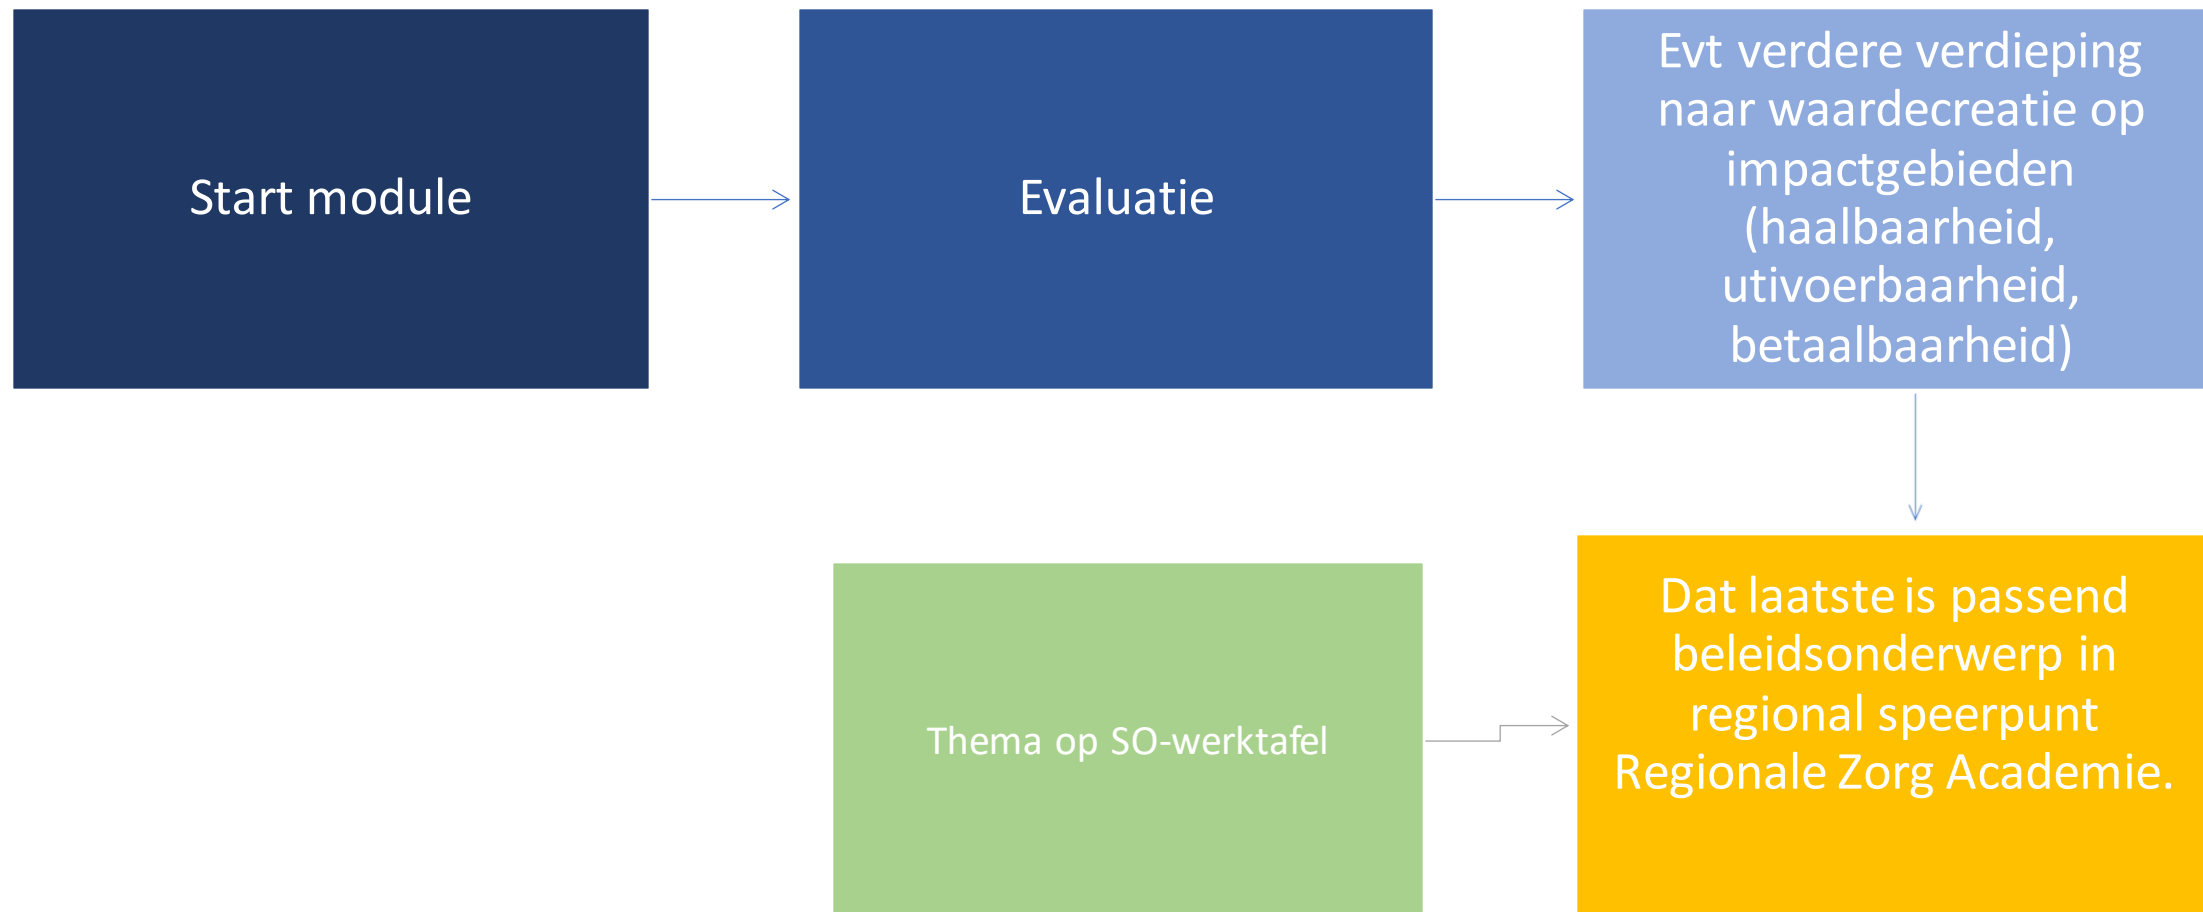 Start module
Evaluatie
Evt verdere verdieping
naar waardecreatie op
impactgebieden
(haalbaarheid,
utivoerbaarheid,
betaalbaarheid)
Thema op SO-werktafel
Dat laatste is passend
beleidsonderwerp in
regional speerpunt
Regionale Zorg Academie.